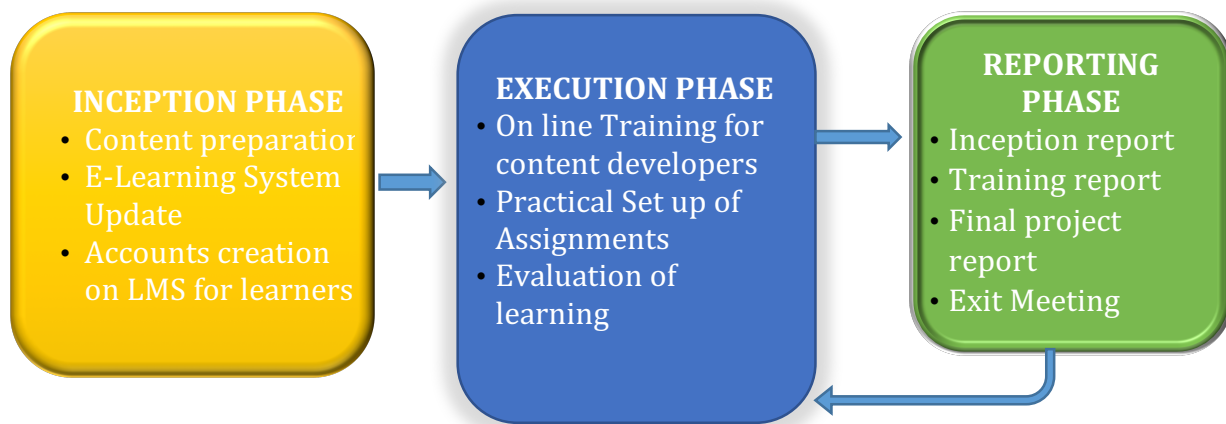 INCEPTION PHASE
• Content preparation
• E-Learning System
Update
• Accounts creation
on LMS for learners
EXECUTION PHASE
• On line Training for
content developers
• Practical Set up of
Assignments
• Evaluation of
learning
REPORTING
PHASE
• Inception report
• Training report
• Final project
report
• Exit Meeting